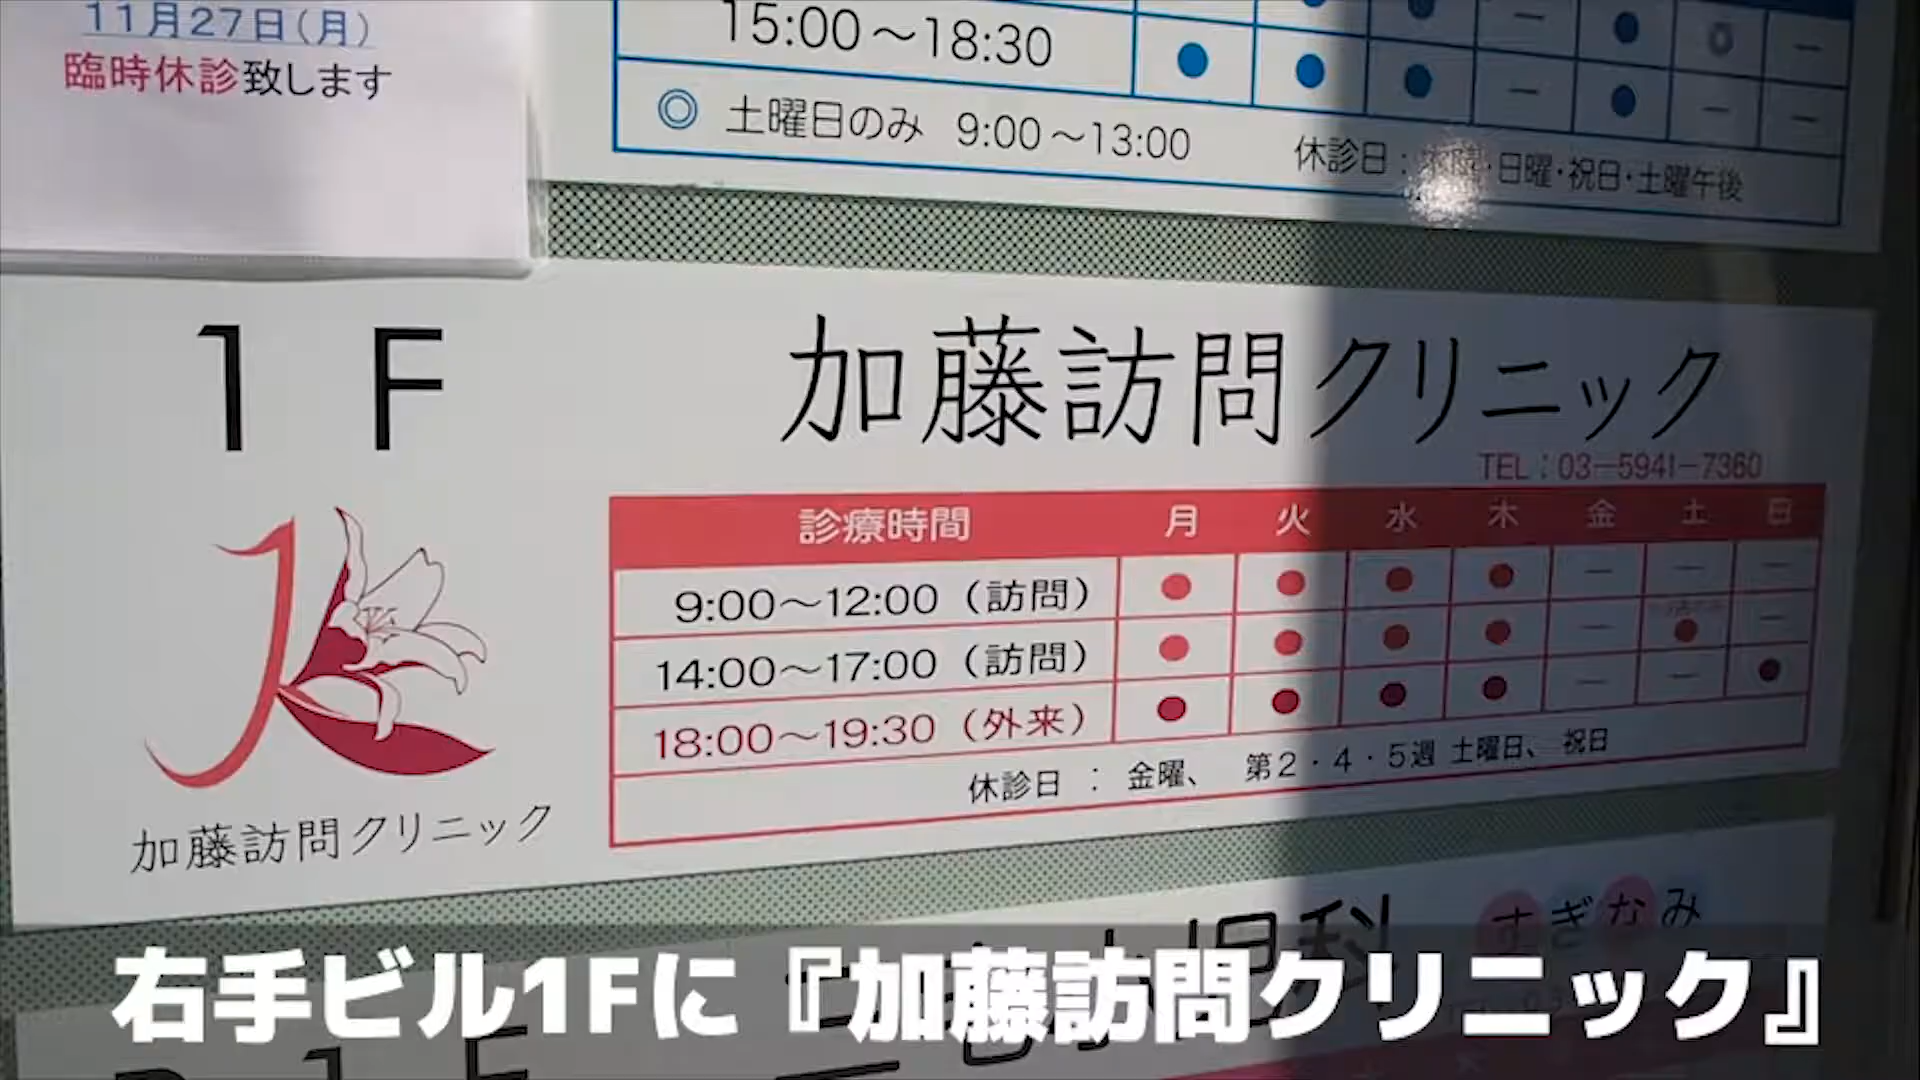 11月27日(月)
臨時休診致します
15:00～18:30 ● ● ● － ● － －
◎ 土曜日のみ 9:00～13:00 休診日：・日曜・祝日・土曜午後
1F
加藤訪問クリニック
TEL：03-5941-7360
診療時間 月 火 水 木 金 土 日
9:00～12:00（訪問） ● ● ● ● － － －
14:00～17:00（訪問） ● ● ● ● － ● －
18:00～19:30（外来） ● ● ● ● － － ●
休診日 ： 金曜、 第2・4・5週 土曜日、 祝日
加藤訪問クリニック
すぎなみ
右手ビル1Fに『加藤訪問クリニック』